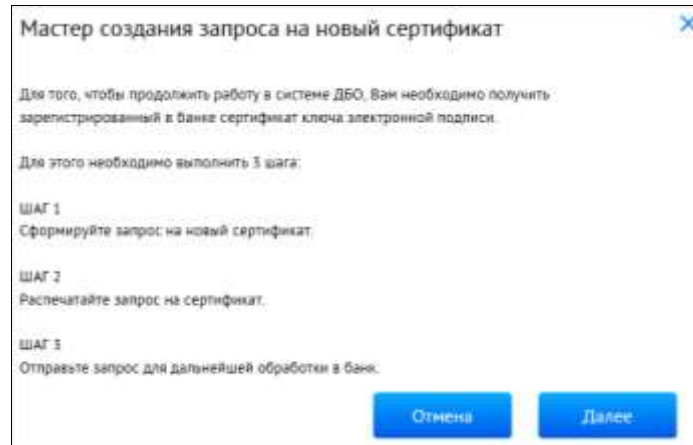 Мастер создания запроса на новый сертификат
Для того, чтобы продолжить работу в системе ДБО, Вам необходимо получить
зарегистрированный в банке сертификат ключа электронной подписи.
Для этого необходимо выполнить 3 шага:
ШАГ 1
Сформируйте запрос на новый сертификат.
ШАГ 2
Распечатайте запрос на сертификат.
ШАГ 3
Отправьте запрос для дальнейшей обработки в банк.
Отмена Далее